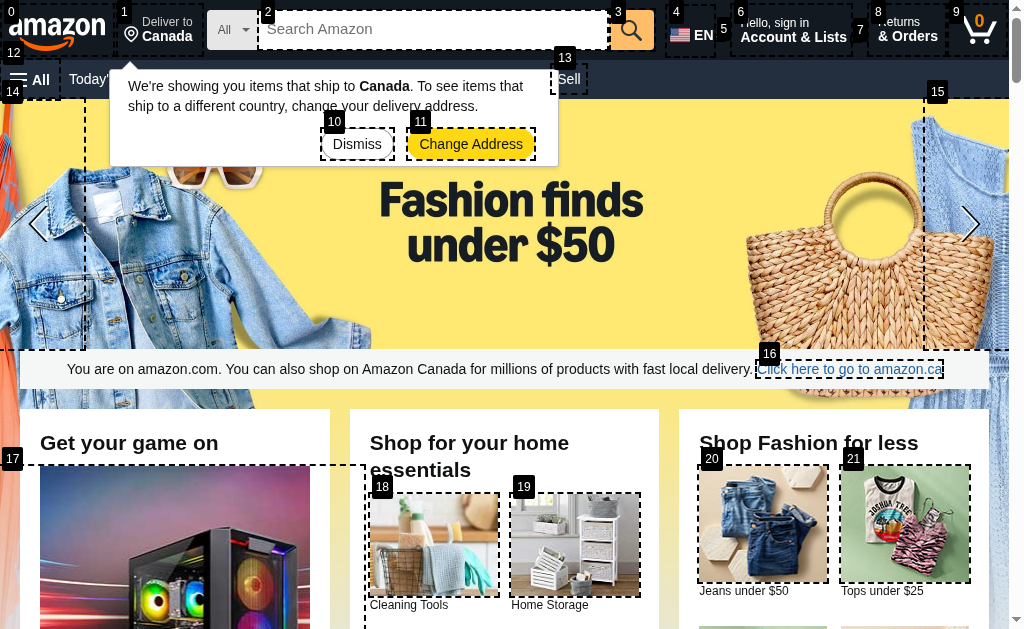 0
1
2
3
4
5
6
7
8
9
amazon
Deliver to
Canada
All
Search Amazon
EN
Hello, sign in
Account & Lists
Returns
& Orders
0
12
13
All
Today'
Sell
14
15
We're showing you items that ship to Canada. To see items that
ship to a different country, change your delivery address.
10
11
Dismiss
Change Address
Fashion finds
under $50
16
You are on amazon.com. You can also shop on Amazon Canada for millions of products with fast local delivery. Click here to go to amazon.ca
Get your game on
Shop for your home
essentials
Shop Fashion for less
17
18
19
20
21
JOSHUA TREE
Cleaning Tools
Home Storage
Jeans under $50
Tops under $25